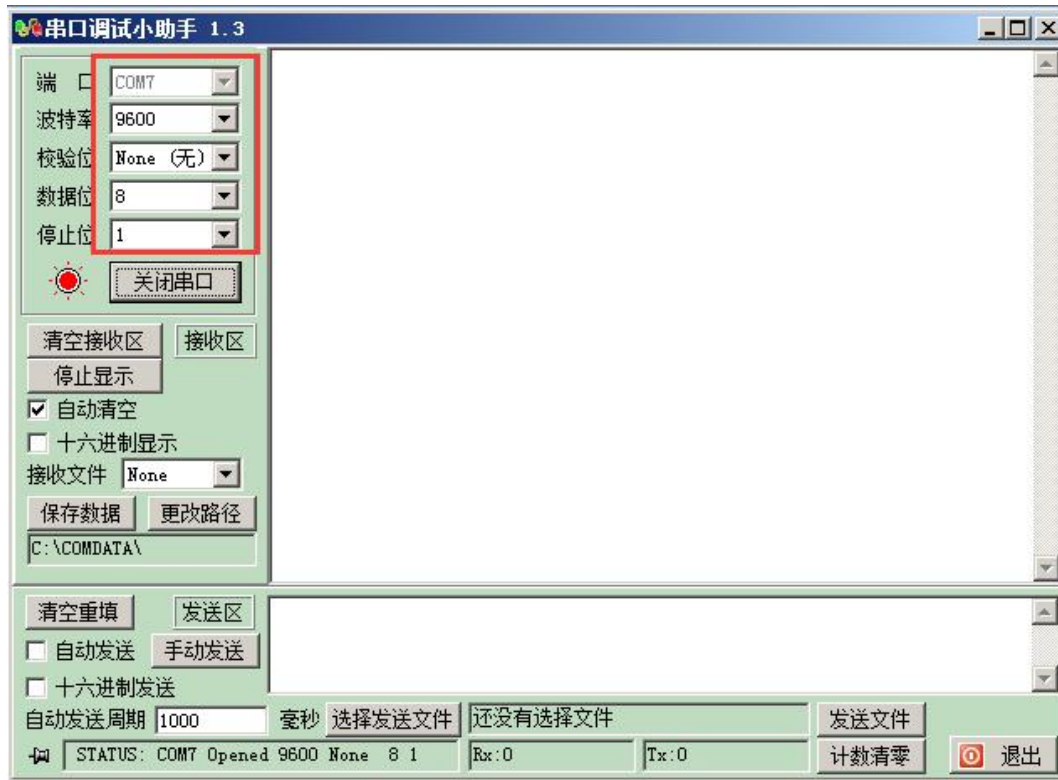 串口调试小助手 1.3
端 口 COM7
波特率 9600
校验位 None (无)
数据位 8
停止位 1
关闭串口
清空接收区 接收区
停止显示
自动清空
十六进制显示
接收文件 None
保存数据 更改路径
C:\COMDATA\
清空重填 发送区
自动发送 手动发送
十六进制发送
自动发送周期 1000 毫秒 选择发送文件 还没有选择文件 发送文件
STATUS: COM7 Opened 9600 None 8 1 Rx:0 Tx:0 计数清零 退出